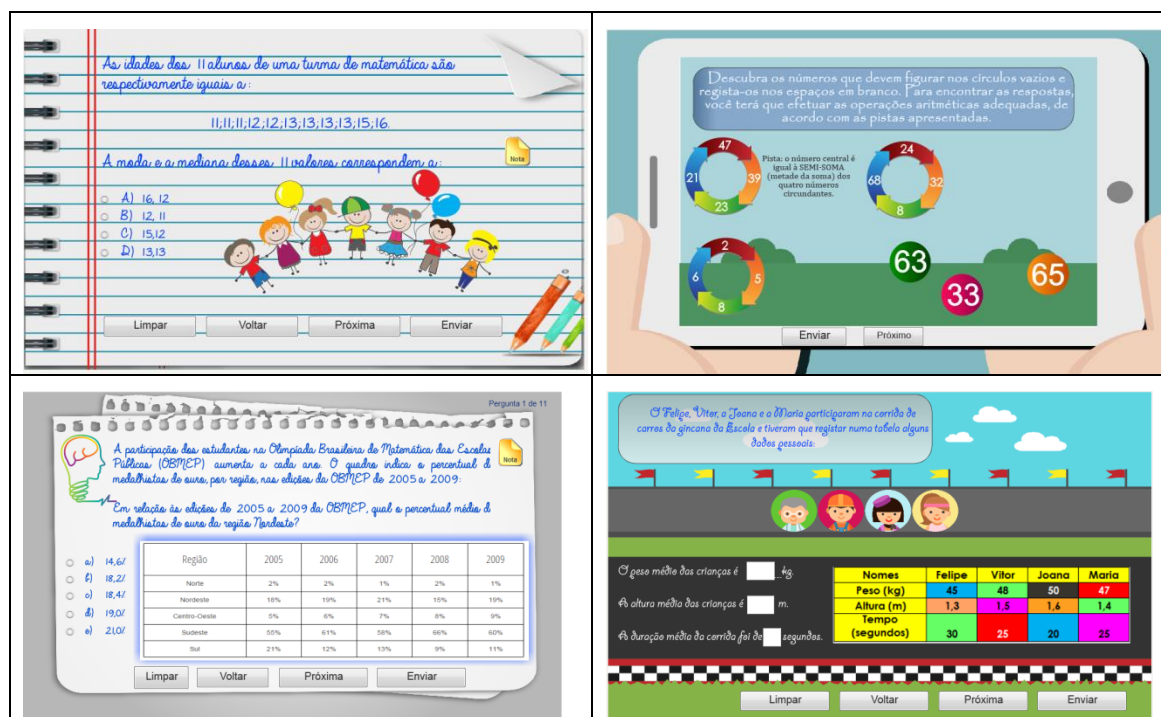 As idades dos 11 alunos de uma turma de matemática são
respectivamente iguais a :
11;11;11;12;12;13;13;13;13;15;16.
A moda e a mediana desses 11 valores correspondem a :
Nota
A) 16, 12
B) 12, 11
C) 15,12
D) 13,13
Limpar Voltar Próxima Enviar
Descubra os números que devem figurar nos círculos vazios e
regista-os nos espaços em branco. Para encontrar as respostas,
você terá que efetuar as operações aritméticas adequadas, de
acordo com as pistas apresentadas.
47
21 39
23
Pista: o número central é
igual à SEMI-SOMA
(metade da soma) dos
quatro números
circundantes.
24
68 32
8
2
6 5
8
63
33
65
Enviar Próximo
Pergunta 1 de 11
A participação dos estudantes na Olimpíada Brasileira de Matemática das Escolas
Públicas (OBMEP) aumenta a cada ano. O quadro indica o percentual d
medalhistas de ouro, por região, nas edições da OBMEP de 2005 a 2009:
Nota
Em relação às edições de 2005 a 2009 da OBMEP, qual o percentual médio d
medalhistas de ouro da região Nordeste?
a) 14,6%
b) 18,2%
c) 18,4%
d) 19,0%
e) 21,0%
Região 2005 2006 2007 2008 2009
Norte 2% 2% 1% 2% 1%
Nordeste 18% 19% 21% 15% 19%
Centro-Oeste 5% 6% 7% 8% 9%
Sudeste 55% 61% 58% 66% 60%
Sul 21% 12% 13% 9% 11%
Limpar Voltar Próxima Enviar
O Felipe, Vitor, a Joana e a Maria participaram na corrida de
carros da gincana da Escola e tiveram que registar numa tabela alguns
dados pessoais:
O peso médio das crianças é kg.
A altura média das crianças é m.
A duração média da corrida foi de segundos.
Nomes Felipe Vitor Joana Maria
Peso (kg) 45 48 50 47
Altura (m) 1,3 1,5 1,6 1,4
Tempo
(segundos) 30 25 20 25
Limpar Voltar Próxima Enviar